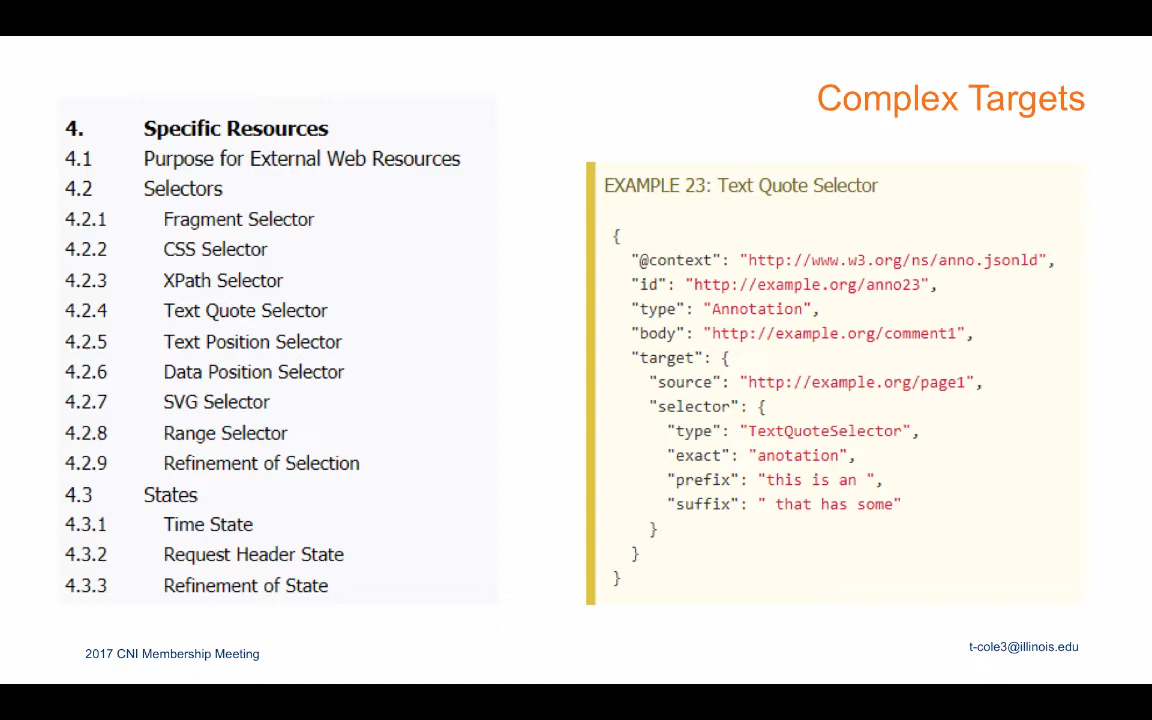 Complex Targets
4. Specific Resources
4.1 Purpose for External Web Resources
4.2 Selectors
4.2.1 Fragment Selector
4.2.2 CSS Selector
4.2.3 XPath Selector
4.2.4 Text Quote Selector
4.2.5 Text Position Selector
4.2.6 Data Position Selector
4.2.7 SVG Selector
4.2.8 Range Selector
4.2.9 Refinement of Selection
4.3 States
4.3.1 Time State
4.3.2 Request Header State
4.3.3 Refinement of State
EXAMPLE 23: Text Quote Selector
{
"@context": "http://www.w3.org/ns/anno.jsonld",
"id": "http://example.org/anno23",
"type": "Annotation",
"body": "http://example.org/comment1",
"target": {
"source": "http://example.org/page1",
"selector": {
"type": "TextQuoteSelector",
"exact": "anotation",
"prefix": "this is an ",
"suffix": " that has some"
}
}
}
2017 CNI Membership Meeting
t-cole3@illinois.edu